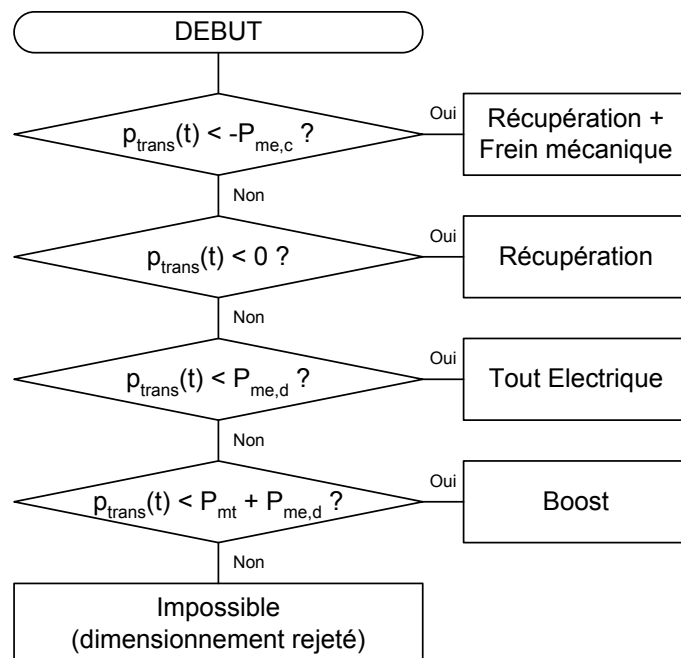 DEBUT
p_trans(t) < -P_me,c ?
Oui
Récupération +
Frein mécanique
Non
p_trans(t) < 0 ?
Oui
Récupération
Non
p_trans(t) < P_me,d ?
Oui
Tout Electrique
Non
p_trans(t) < P_mt + P_me,d ?
Oui
Boost
Non
Impossible
(dimensionnement rejeté)